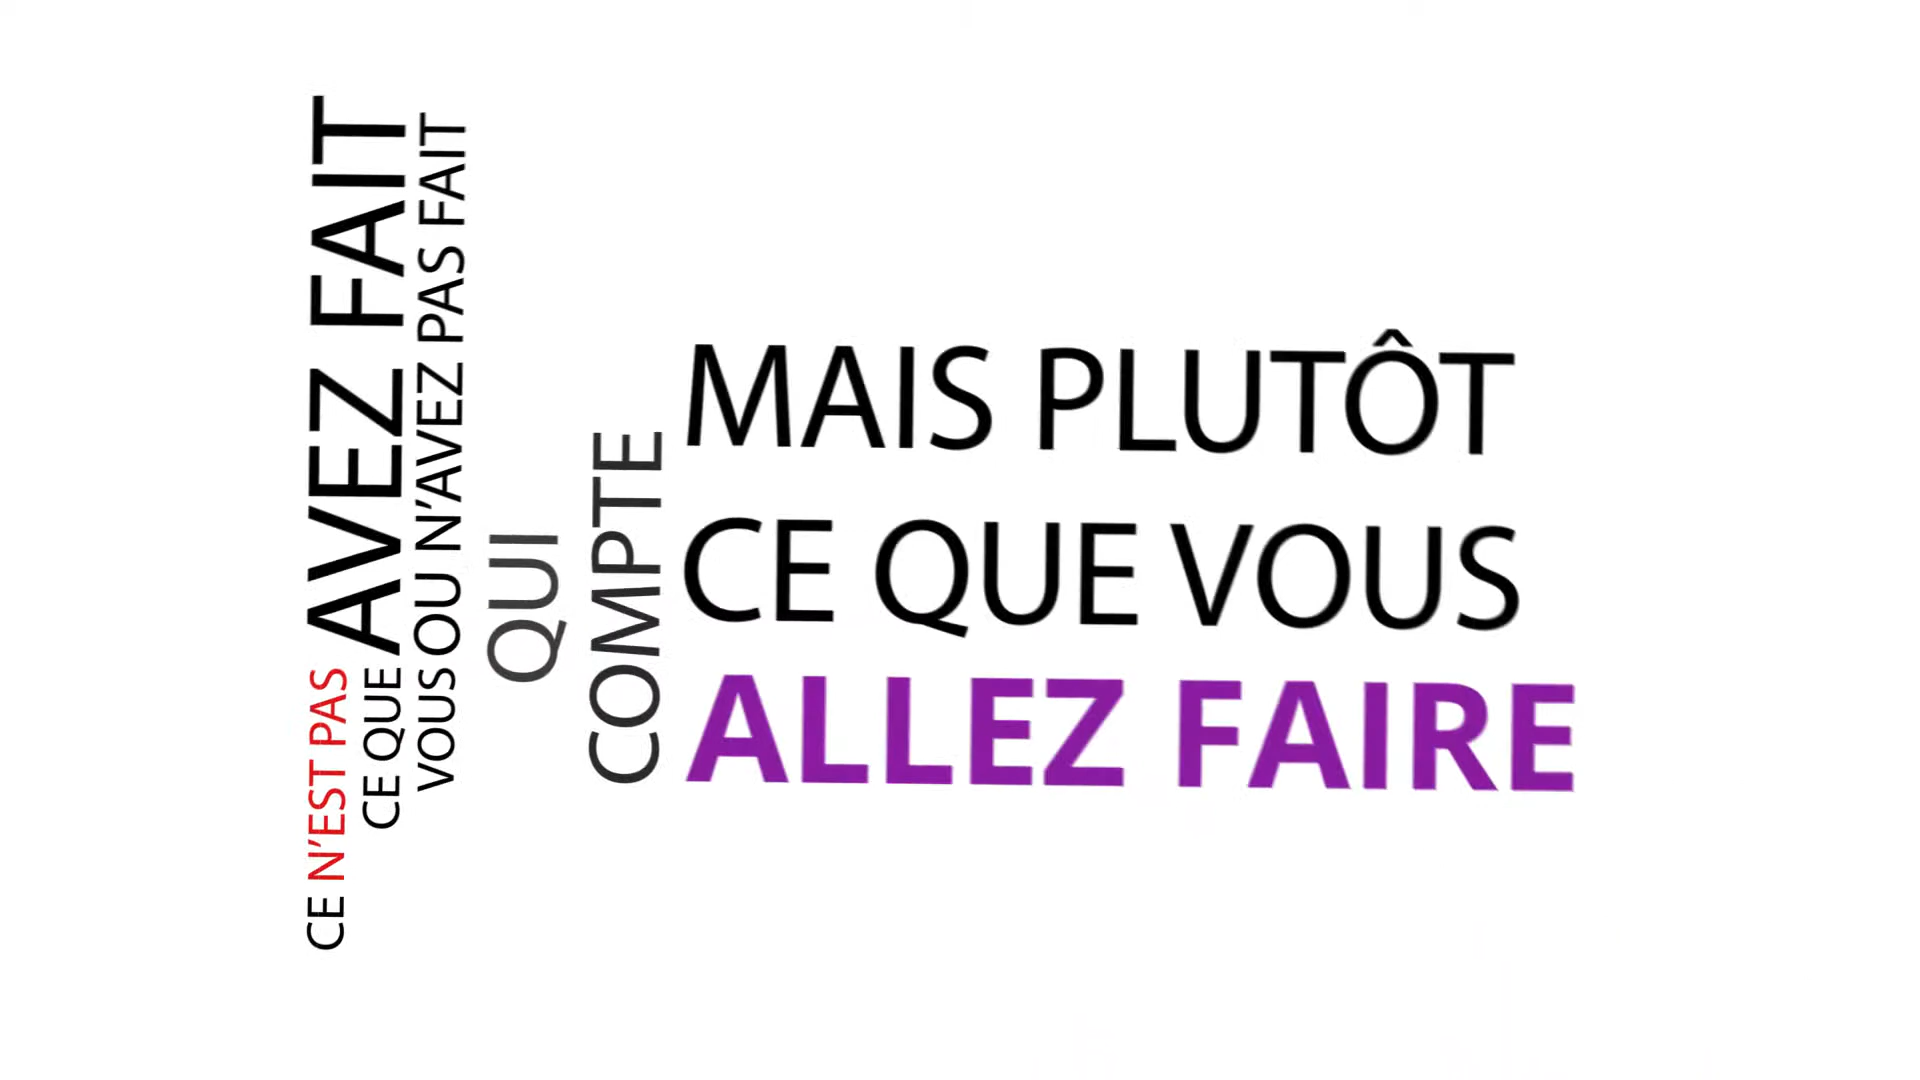 CE N'EST PAS
CE QUE
VOUS
AVEZ FAIT
OU N'AVEZ PAS FAIT
QUI
COMPTE
MAIS PLUTÔT
CE QUE VOUS
ALLEZ FAIRE